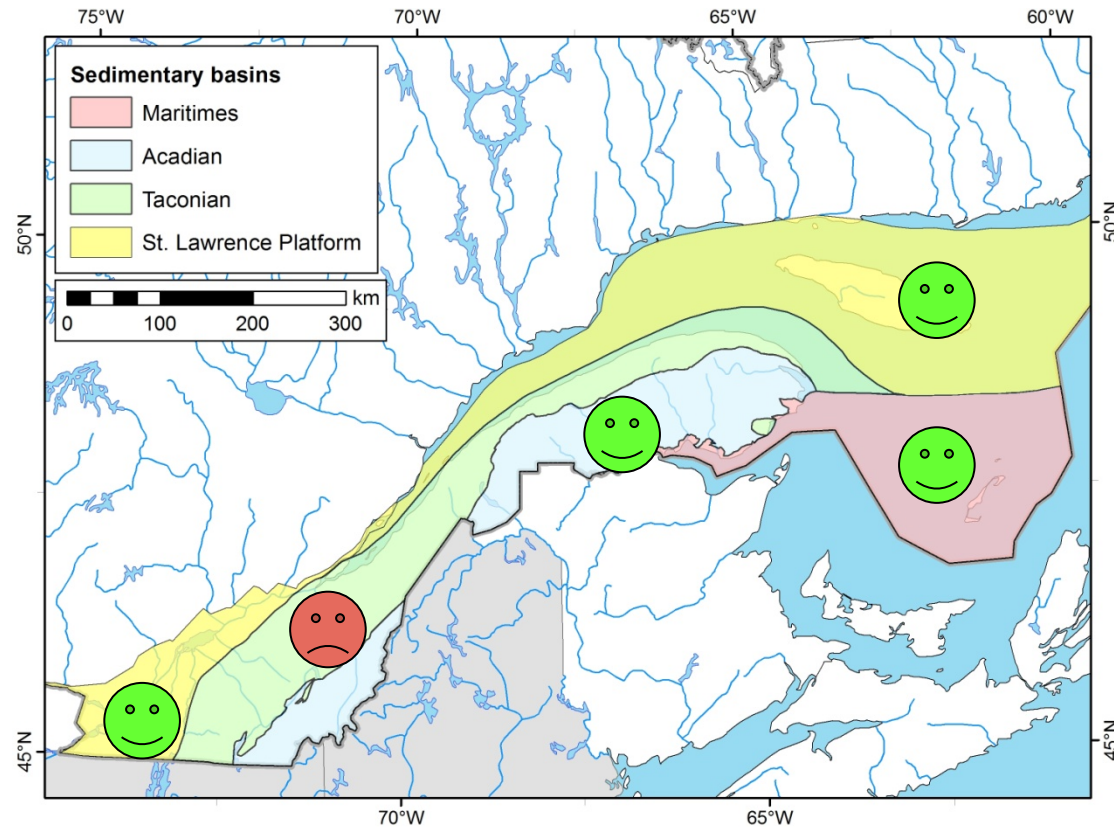 75°W 70°W 65°W 60°W
Sedimentary basins
Maritimes
Acadian
Taconian
St. Lawrence Platform
km
0 100 200 300
50°N 50°N
45°N 45°N
70°W 65°W